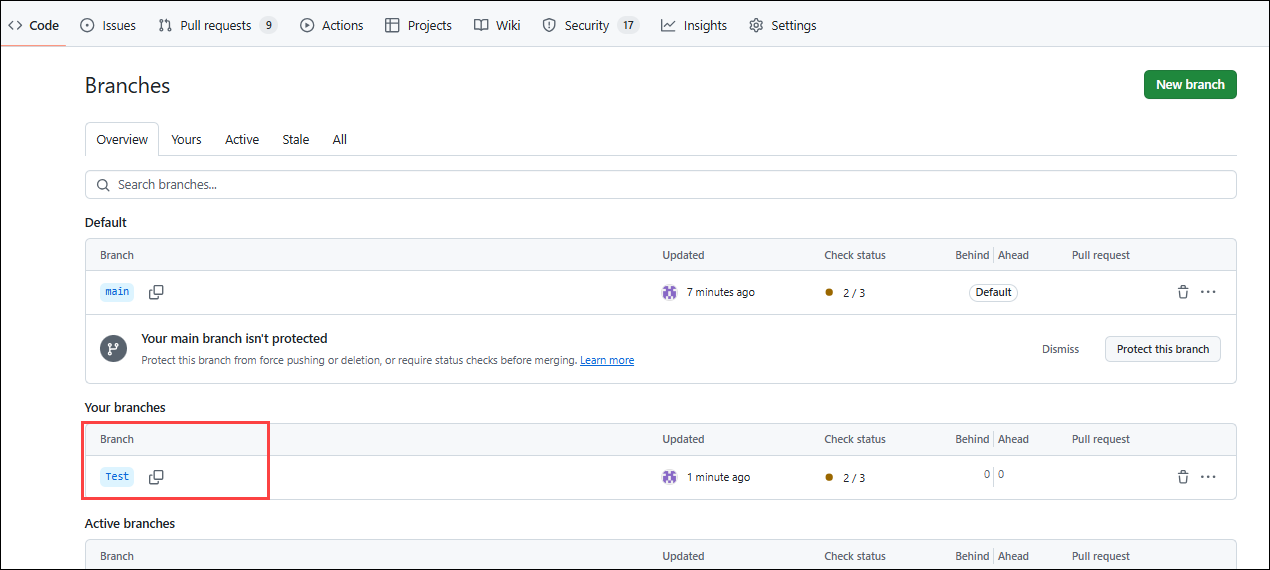 Code Issues Pull requests 9 Actions Projects Wiki Security 17 Insights Settings
Branches
New branch
Overview Yours Active Stale All
Search branches...
Default
Branch Updated Check status Behind Ahead Pull request
main 7 minutes ago 2 / 3 Default
Your main branch isn't protected
Protect this branch from force pushing or deletion, or require status checks before merging. Learn more
Dismiss Protect this branch
Your branches
Branch Updated Check status Behind Ahead Pull request
Test 1 minute ago 2 / 3 0 0
Active branches
Branch Updated Check status Behind Ahead Pull request